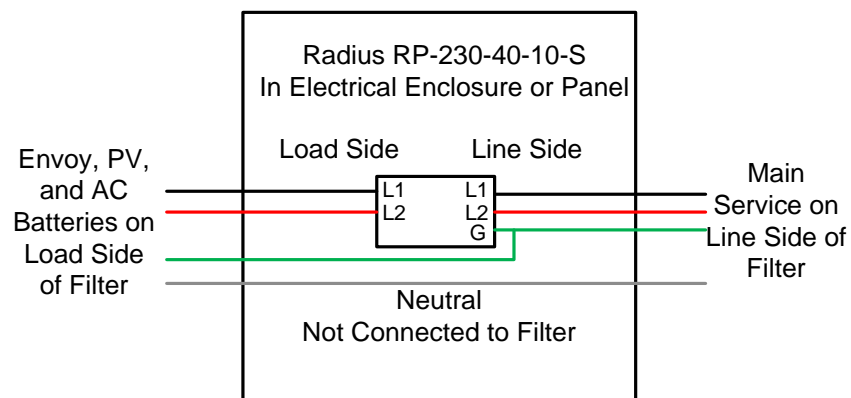 Radius RP-230-40-10-S
In Electrical Enclosure or Panel
Load Side
Line Side
Envoy, PV,
and AC
Batteries on
Load Side
of Filter
L1
L2
L1
L2
G
Main
Service on
Line Side of
Filter
Neutral
Not Connected to Filter